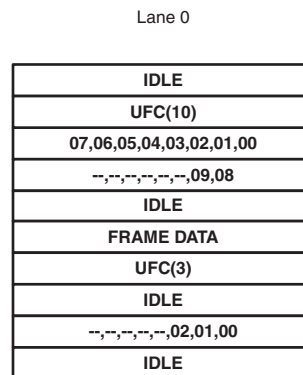 Lane 0
IDLE
UFC(10)
07,06,05,04,03,02,01,00
--,--,--,--,--,--,09,08
IDLE
FRAME DATA
UFC(3)
IDLE
--,--,--,--,--,02,01,00
IDLE